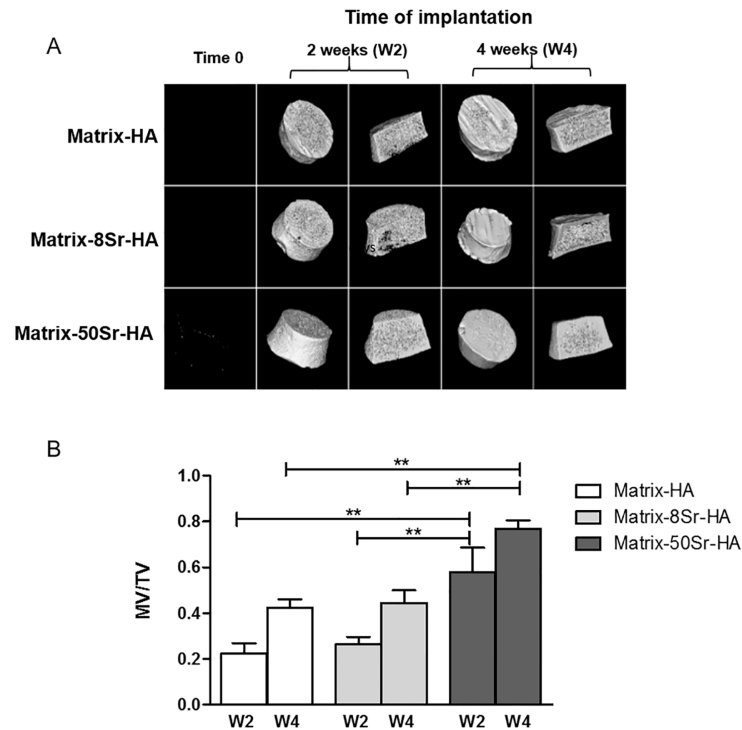 Time of implantation
A
Time 0
2 weeks (W2)
4 weeks (W4)
Matrix-HA
Matrix-8Sr-HA
VS
Matrix-50Sr-HA
B
**
**
**
**
1.0
0.8
0.6
0.4
0.2
0.0
MV/TV
W2 W4 W2 W4 W2 W4
Matrix-HA
Matrix-8Sr-HA
Matrix-50Sr-HA